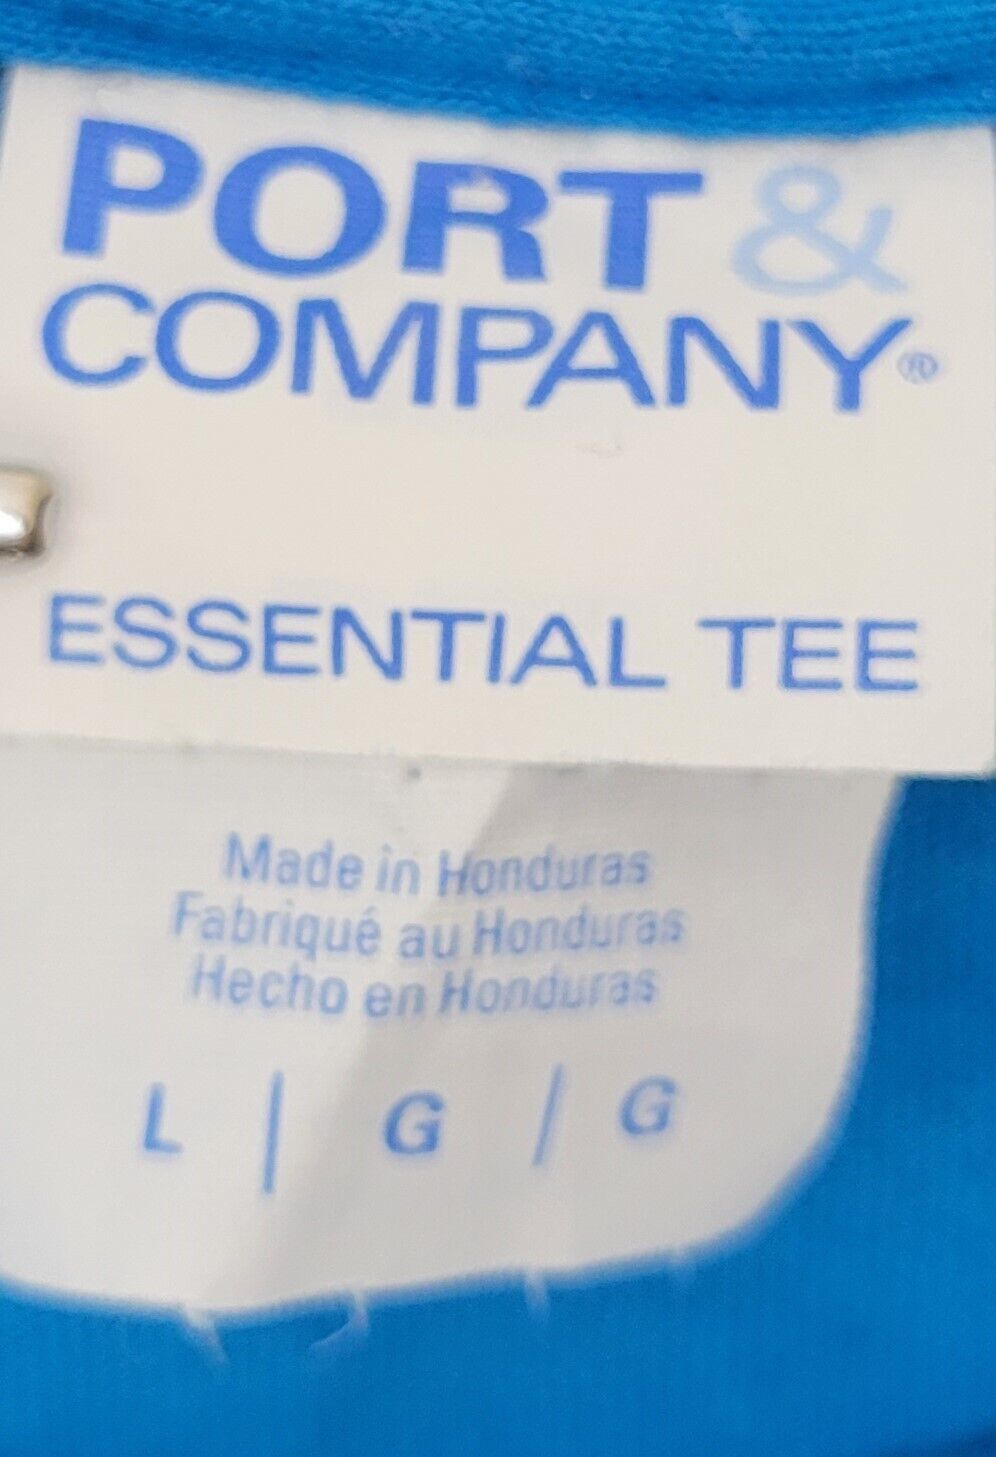 PORT &
COMPANY®
ESSENTIAL TEE
Made in Honduras
Fabriqué au Honduras
Hecho en Honduras
L | G / G